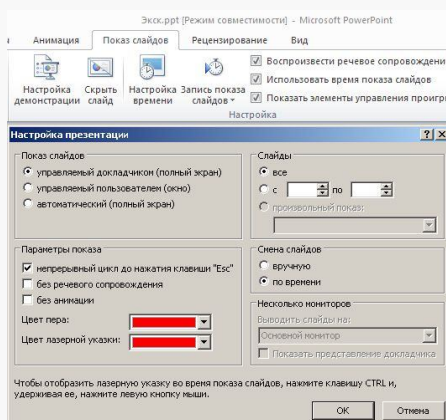 Экск.ppt [Режим совместимости] - Microsoft PowerPoint
Анимация Показ слайдов Рецензирование Вид
Настройка демонстрации
Скрыть слайд
Настройка времени
Запись показа слайдов
Воспроизвести речевое
Использовать время показа слайдов
Показать элементы управления
Настройка
Настройка презентации
Показ слайдов
управляемый докладчиком (полный экран)
управляемый пользователем (окно)
автоматический (полный экран)
Слайды
все
с по
произвольный показ:
Параметры показа
непрерывный цикл до нажатия клавиши "Esc"
без речевого сопровождения
без анимации
Цвет пера:
Цвет лазерной указки:
Смена слайдов
вручную
по времени
Несколько мониторов
Выводить слайды на:
Основной монитор
Показать представление докладчика
Чтобы отобразить лазерную указку во время показа слайдов, нажмите клавишу CTRL и,
удерживая ее, нажмите левую кнопку мыши.
OK Отмена